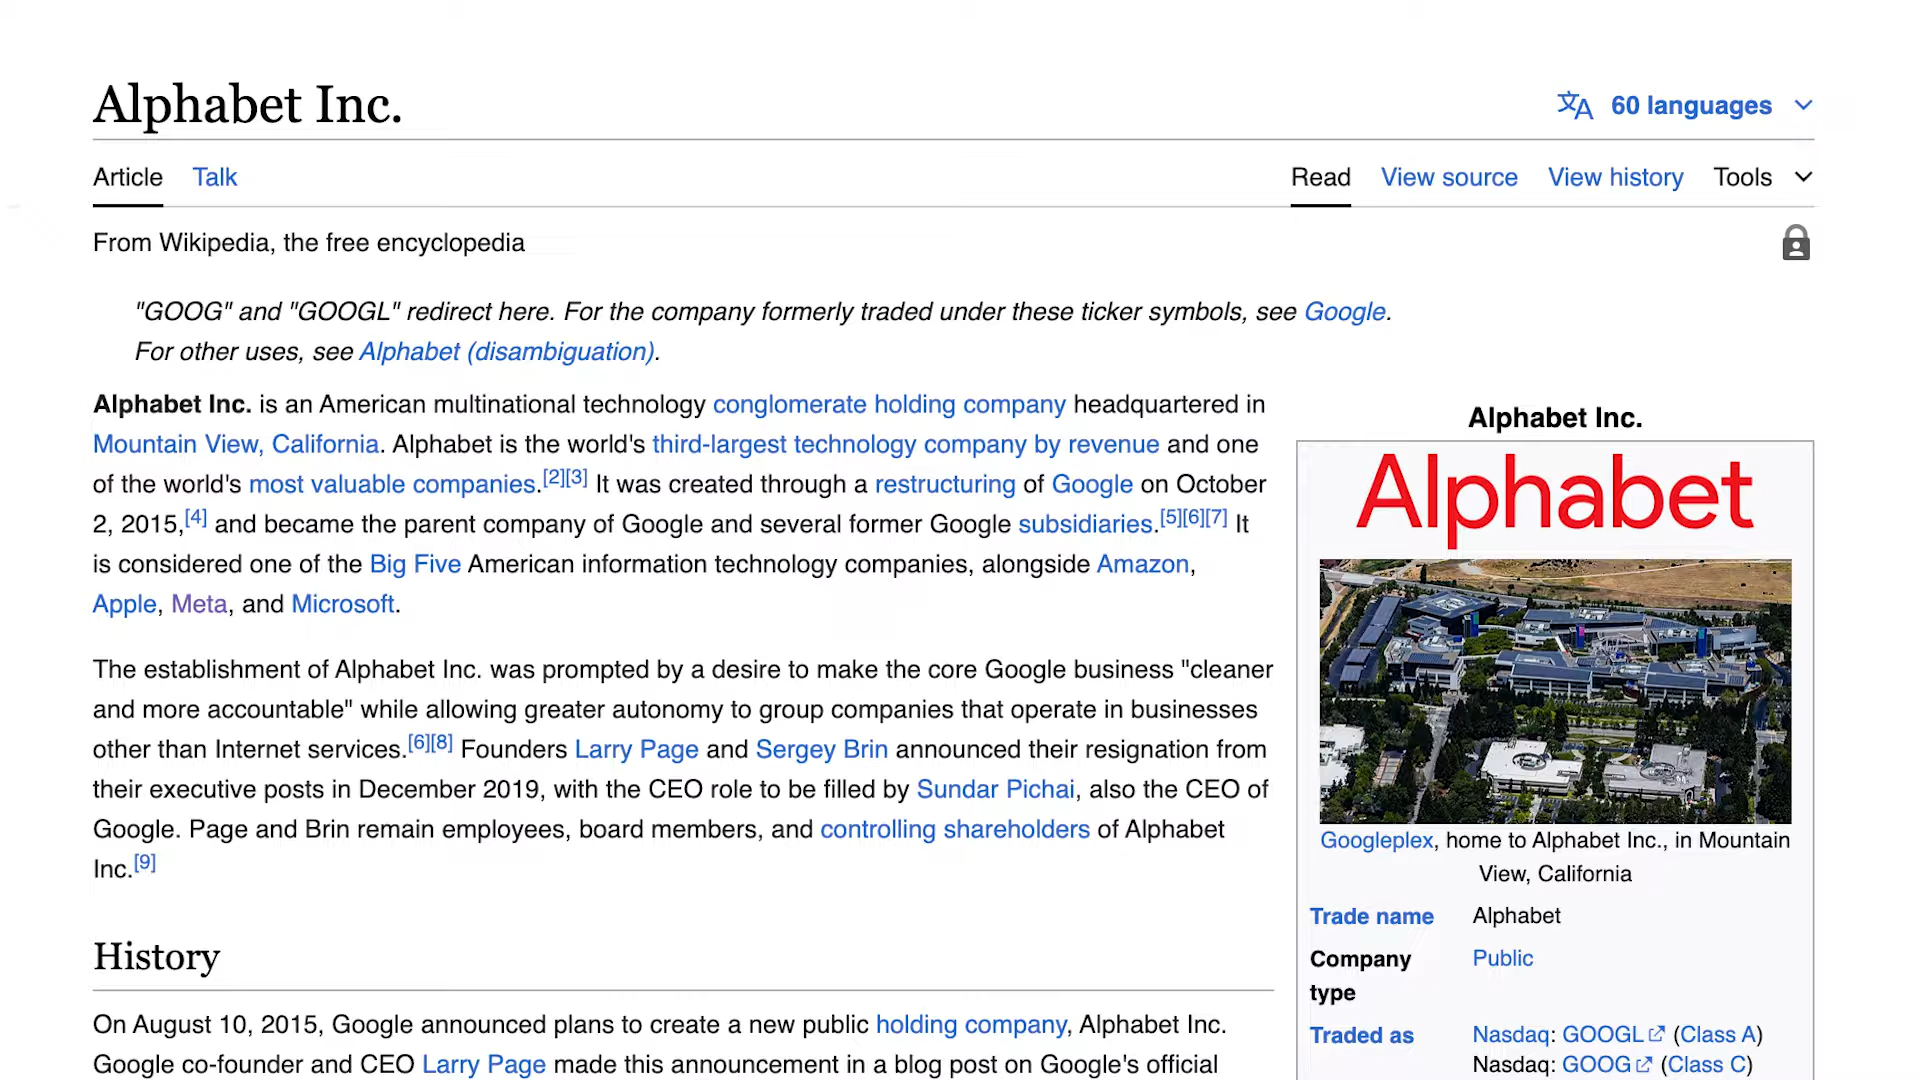 Alphabet Inc.
60 languages
Article Talk
Read View source View history Tools
From Wikipedia, the free encyclopedia
"GOOG" and "GOOGL" redirect here. For the company formerly traded under these ticker symbols, see Google.
For other uses, see Alphabet (disambiguation).
Alphabet Inc. is an American multinational technology conglomerate holding company headquartered in
Mountain View, California. Alphabet is the world's third-largest technology company by revenue and one
of the world's most valuable companies.[2][3] It was created through a restructuring of Google on October
2, 2015,[4] and became the parent company of Google and several former Google subsidiaries.[5][6][7] It
is considered one of the Big Five American information technology companies, alongside Amazon,
Apple, Meta, and Microsoft.
The establishment of Alphabet Inc. was prompted by a desire to make the core Google business "cleaner
and more accountable" while allowing greater autonomy to group companies that operate in businesses
other than Internet services.[6][8] Founders Larry Page and Sergey Brin announced their resignation from
their executive posts in December 2019, with the CEO role to be filled by Sundar Pichai, also the CEO of
Google. Page and Brin remain employees, board members, and controlling shareholders of Alphabet
Inc.[9]
History
On August 10, 2015, Google announced plans to create a new public holding company, Alphabet Inc.
Google co-founder and CEO Larry Page made this announcement in a blog post on Google's official
Alphabet Inc.
Alphabet
Googleplex, home to Alphabet Inc., in Mountain
View, California
Trade name Alphabet
Company Public
type
Traded as Nasdaq: GOOGL (Class A)
Nasdaq: GOOG (Class C)